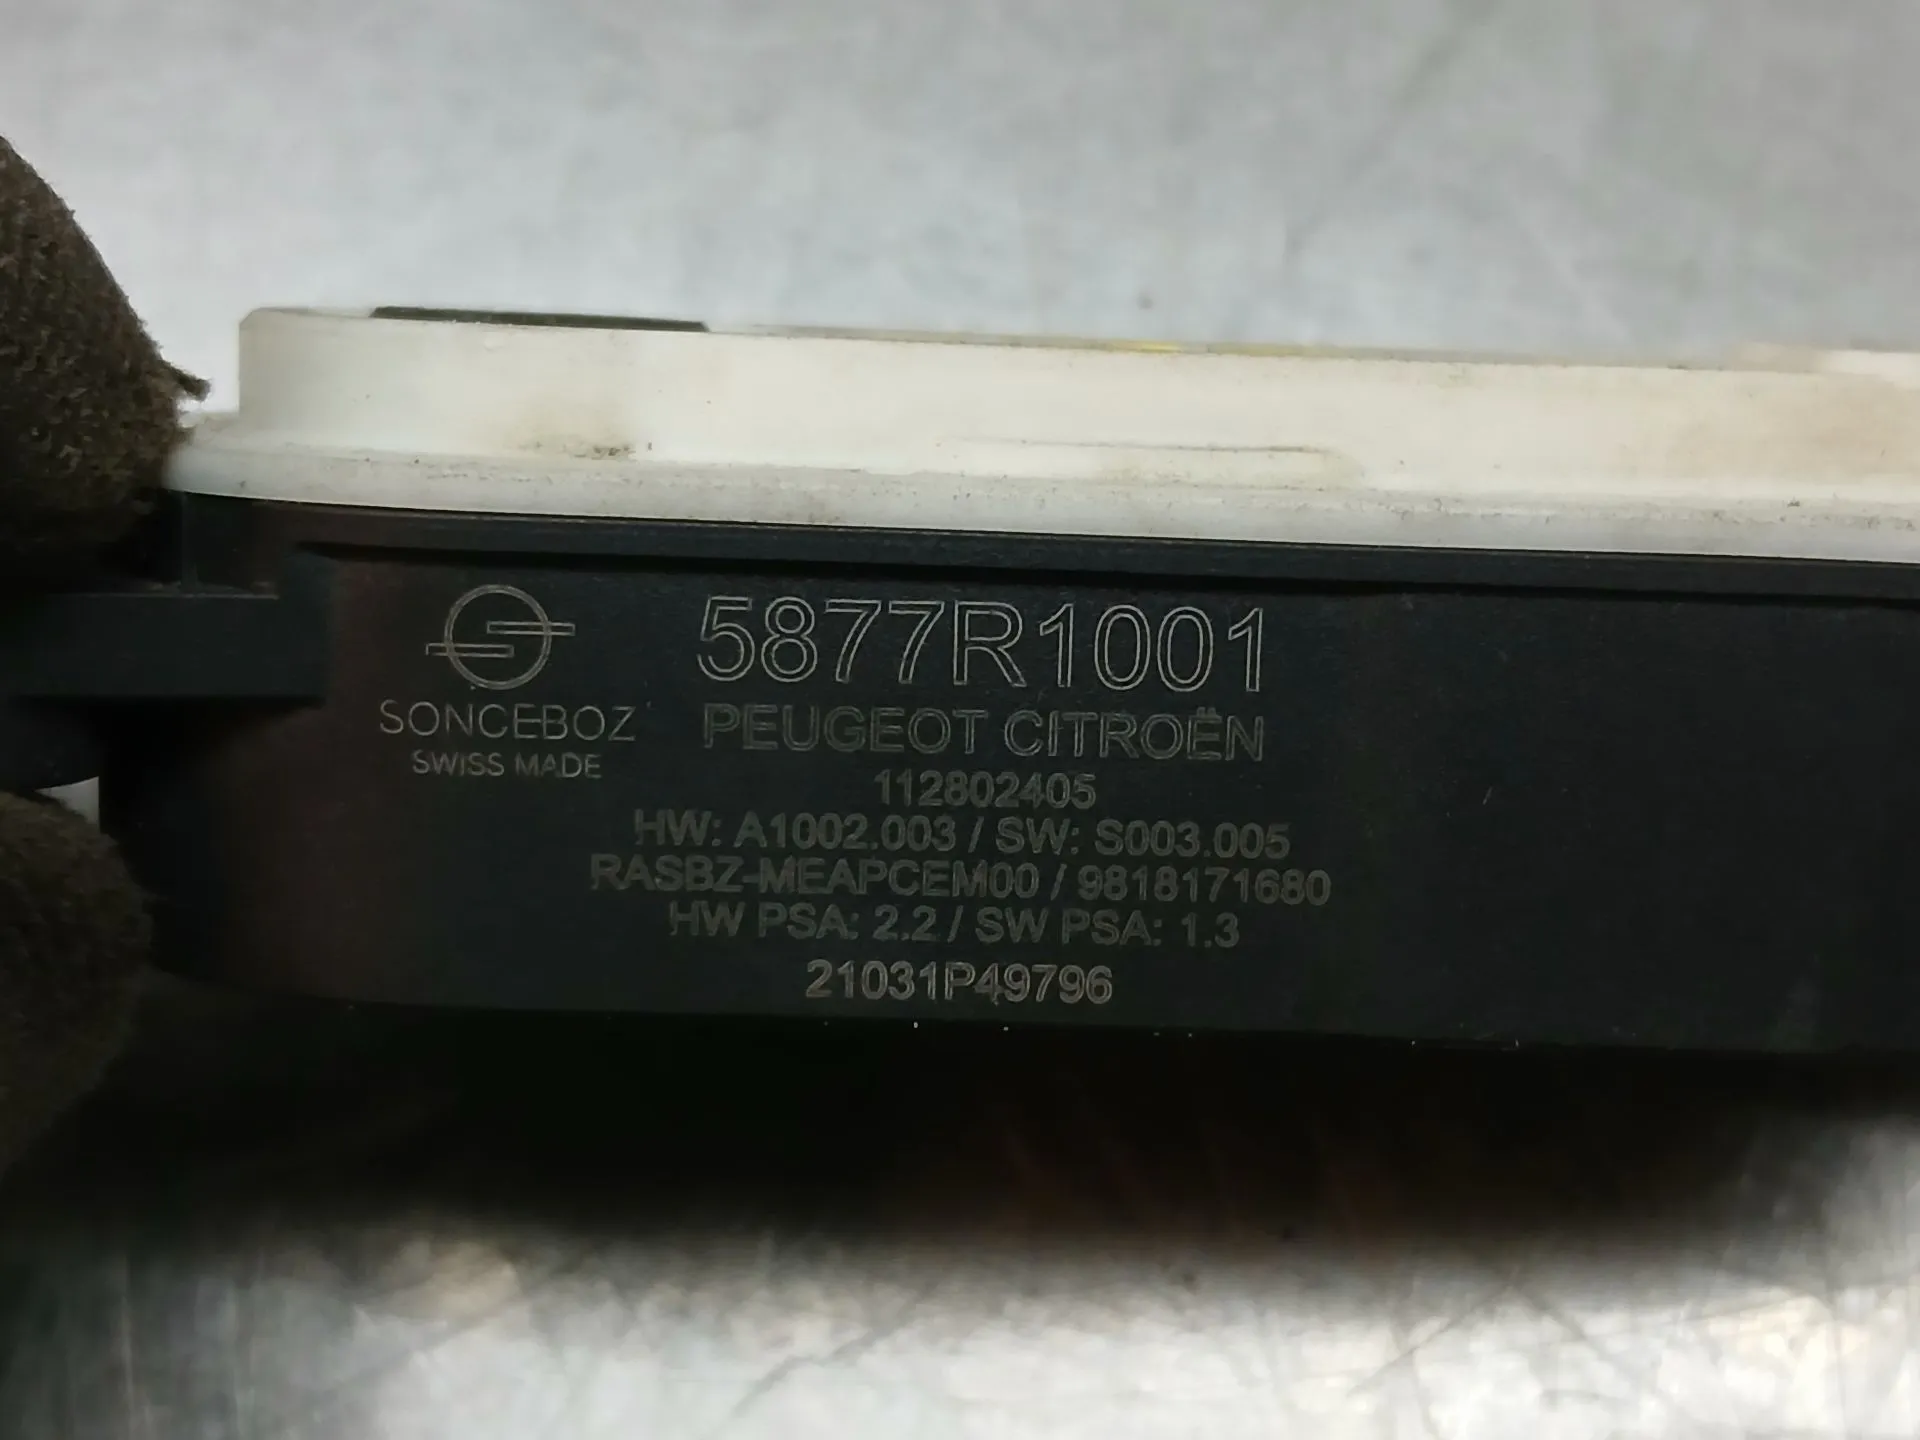 5877R1001
SONCEBOZ
SWISS MADE
PEUGEOT CITROËN
112802405
HW: A1002.003 / SW: S003.005
RASBZ-MEAPCEM00 / 9818171680
HW PSA: 2.2 / SW PSA: 1.3
21031P49796